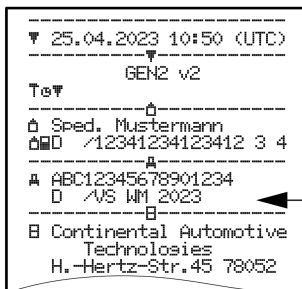 ▼ 25.04.2023 10:50 (UTC)
GEN2 v2
D /12341234123412 3 4
Sped. Mustermann
ABC12345678901234
D /VS WM 2023
Continental Automotive
Technologies
H.-Hertz-Str.45 78052